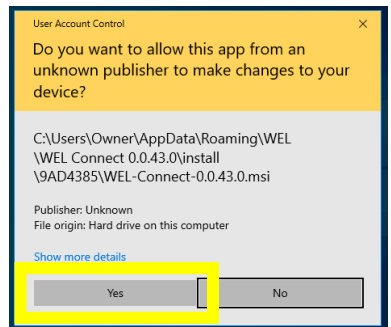 User Account Control
Do you want to allow this app from an
unknown publisher to make changes to your
device?
C:\Users\Owner\AppData\Roaming\WEL
\WEL Connect 0.0.43.0\install
\9AD4385\WEL-Connect-0.0.43.0.msi
Publisher: Unknown
File origin: Hard drive on this computer
Show more details
Yes No